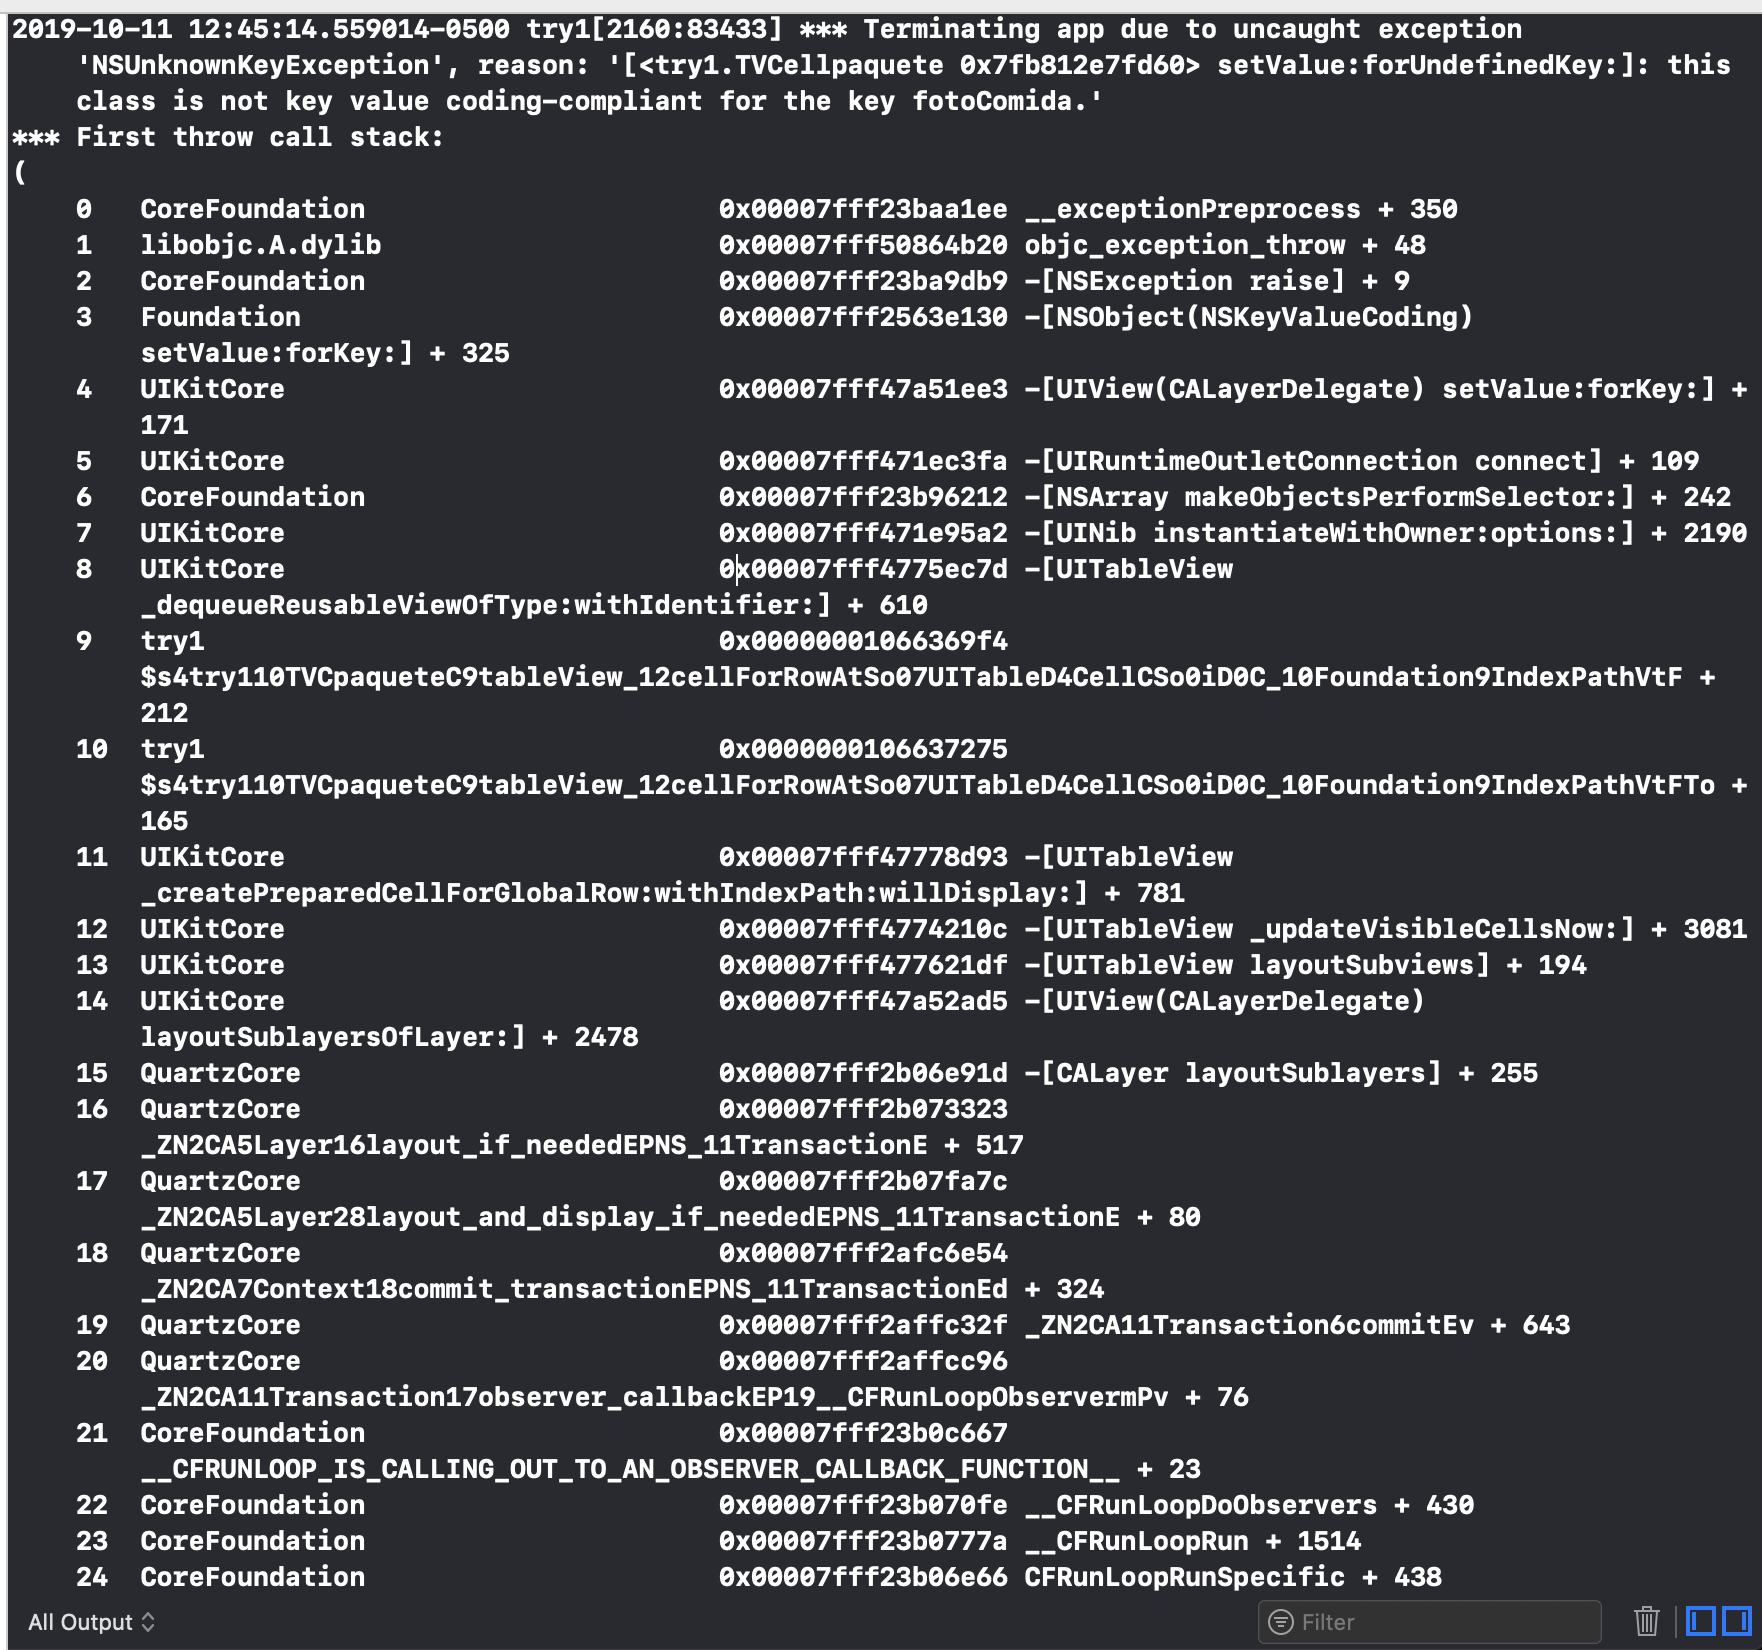 2019-10-11 12:45:14.559014-0500 try1[2160:83433] *** Terminating app due to uncaught exception
'NSUnknownKeyException', reason: '[<try1.TVCellpaquete 0x7fb812e7fd60> setValue:forUndefinedKey:]: this
class is not key value coding-compliant for the key fotoComida.'
*** First throw call stack:
(
0 CoreFoundation 0x00007fff23baa1ee __exceptionPreprocess + 350
1 libobjc.A.dylib 0x00007fff50864b20 objc_exception_throw + 48
2 CoreFoundation 0x00007fff23ba9db9 -[NSException raise] + 9
3 Foundation 0x00007fff2563e130 -[NSObject(NSKeyValueCoding)
setValue:forKey:] + 325
4 UIKitCore 0x00007fff47a51ee3 -[UIView(CALayerDelegate) setValue:forKey:] +
171
5 UIKitCore 0x00007fff471ec3fa -[UIRuntimeOutletConnection connect] + 109
6 CoreFoundation 0x00007fff23b96212 -[NSArray makeObjectsPerformSelector:] + 242
7 UIKitCore 0x00007fff471e95a2 -[UINib instantiateWithOwner:options:] + 2190
8 UIKitCore 0x00007fff4775ec7d -[UITableView
_dequeueReusableViewOfType:withIdentifier:] + 610
9 try1 0x00000001066369f4
$s4try110TVCpaqueteC9tableView_12cellForRowAtSo07UITableD4CellCSo0iD0C_10Foundation9IndexPathVtF +
212
10 try1 0x0000000106637275
$s4try110TVCpaqueteC9tableView_12cellForRowAtSo07UITableD4CellCSo0iD0C_10Foundation9IndexPathVtFTo +
165
11 UIKitCore 0x00007fff47778d93 -[UITableView
_createPreparedCellForGlobalRow:withIndexPath:willDisplay:] + 781
12 UIKitCore 0x00007fff4774210c -[UITableView _updateVisibleCellsNow:] + 3081
13 UIKitCore 0x00007fff477621df -[UITableView layoutSubviews] + 194
14 UIKitCore 0x00007fff47a52ad5 -[UIView(CALayerDelegate)
layoutSublayersOfLayer:] + 2478
15 QuartzCore 0x00007fff2b06e91d -[CALayer layoutSublayers] + 255
16 QuartzCore 0x00007fff2b073323
_ZN2CA5Layer16layout_if_neededEPNS_11TransactionE + 517
17 QuartzCore 0x00007fff2b07fa7c
_ZN2CA5Layer28layout_and_display_if_neededEPNS_11TransactionE + 80
18 QuartzCore 0x00007fff2afc6e54
_ZN2CA7Context18commit_transactionEPNS_11TransactionEd + 324
19 QuartzCore 0x00007fff2affc32f _ZN2CA11Transaction6commitEv + 643
20 QuartzCore 0x00007fff2affcc96
_ZN2CA11Transaction17observer_callbackEP19__CFRunLoopObservermPv + 76
21 CoreFoundation 0x00007fff23b0c667
__CFRUNLOOP_IS_CALLING_OUT_TO_AN_OBSERVER_CALLBACK_FUNCTION__ + 23
22 CoreFoundation 0x00007fff23b070fe __CFRunLoopDoObservers + 430
23 CoreFoundation 0x00007fff23b0777a __CFRunLoopRun + 1514
24 CoreFoundation 0x00007fff23b06e66 CFRunLoopRunSpecific + 438
All Output
Filter